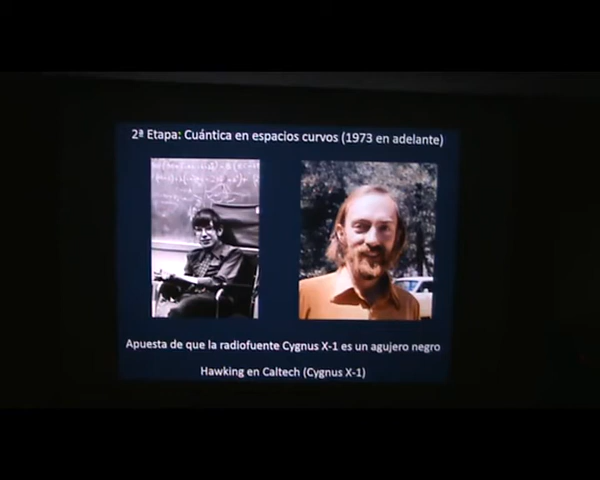 2ª Etapa: Cuántica en espacios curvos (1973 en adelante)
Apuesta de que la radiofuente Cygnus X-1 es un agujero negro
Hawking en Caltech (Cygnus X-1)